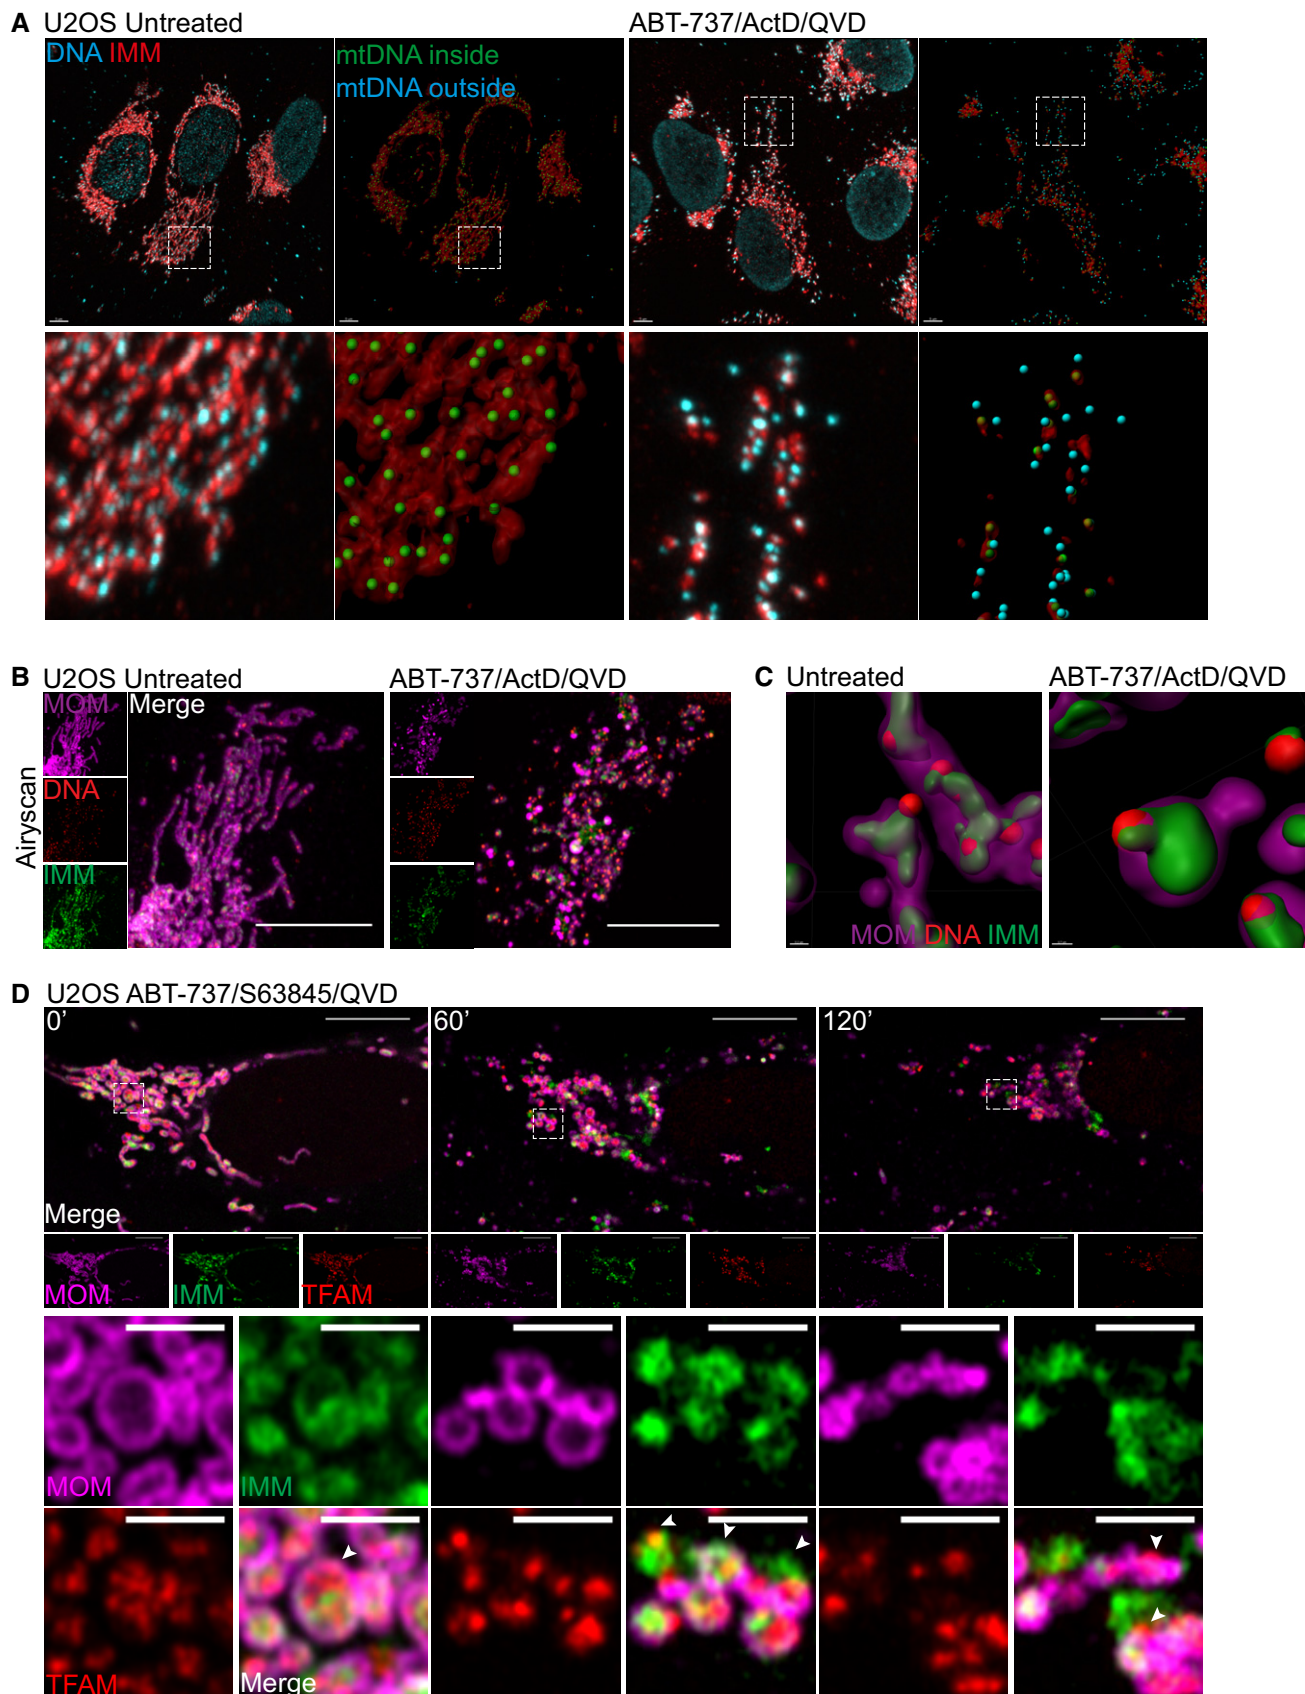 A U2OS Untreated ABT-737/ActD/QVD
DNA IMM mtDNA inside
mtDNA outside
B U2OS Untreated ABT-737/ActD/QVD
MOM Merge
DNA
IMM
Airyscan
C Untreated ABT-737/ActD/QVD
MOM DNA IMM
D U2OS ABT-737/S63845/QVD
0’ 60’ 120’
Merge
MOM IMM TFAM
MOM IMM
TFAM Merge